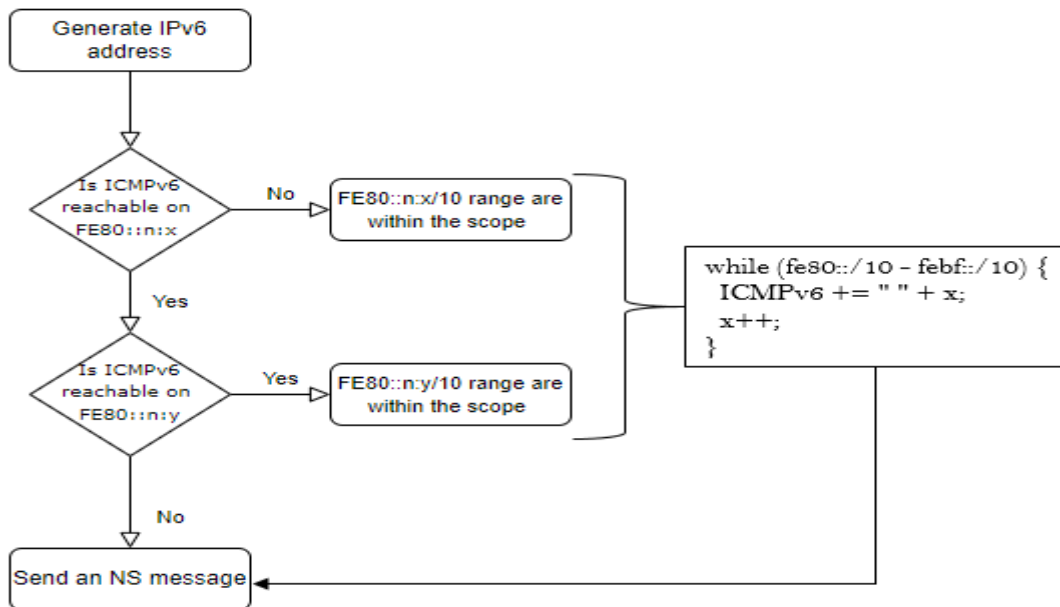 Generate IPv6
address
Is ICMPv6
reachable on
FE80::n:x
No
FE80::n:x/10 range are
within the scope
Yes
while (fe80::/10 - febf::/10) {
ICMPv6 += " " + x;
x++;
}
Is ICMPv6
reachable on
FE80::n:y
Yes
FE80::n:y/10 range are
within the scope
No
Send an NS message